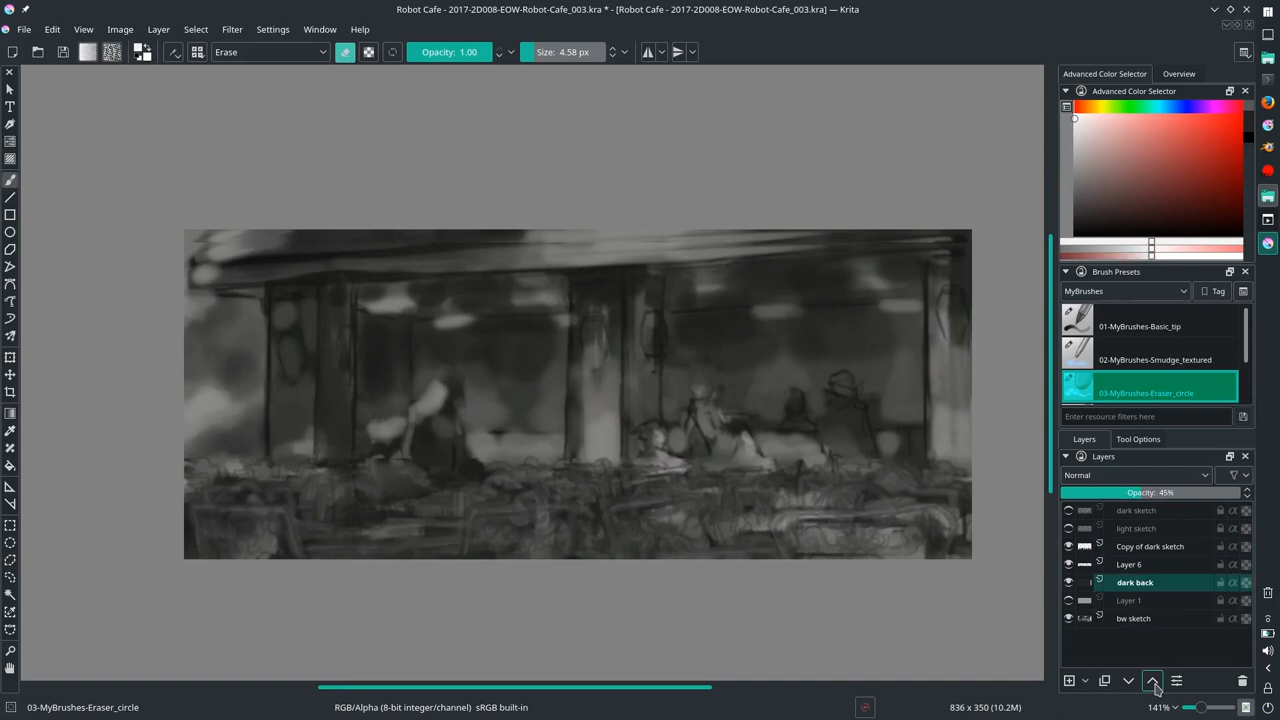 Robot Cafe - 2017-2D008-EOW-Robot-Cafe_003.kra * - [Robot Cafe - 2017-2D008-EOW-Robot-Cafe_003.kra] — Krita
File Edit View Image Layer Select Filter Settings Window Help
Erase Opacity: 1.00 Size: 4.58 px
Advanced Color Selector Overview
Advanced Color Selector
Brush Presets
MyBrushes Tag
01-MyBrushes-Basic_tip
02-MyBrushes-Smudge_textured
03-MyBrushes-Eraser_circle
Enter resource filters here
Layers Tool Options
Layers
Normal
Opacity: 45%
dark sketch
light sketch
Copy of dark sketch
Layer 6
dark back
Layer 1
bw sketch
03-MyBrushes-Eraser_circle RGB/Alpha (8-bit integer/channel) sRGB built-in 836 x 350 (10.2M) 141%